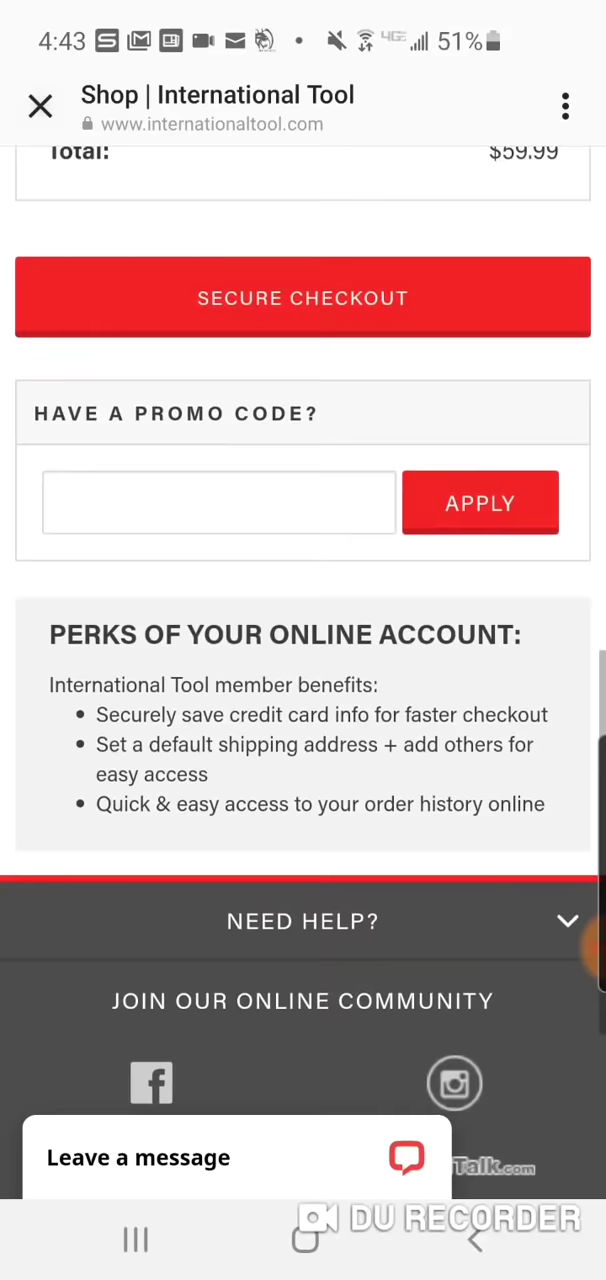 4:43 51%
Shop | International Tool
www.internationaltool.com
Total: $59.99
SECURE CHECKOUT
HAVE A PROMO CODE?
APPLY
PERKS OF YOUR ONLINE ACCOUNT:
International Tool member benefits:
• Securely save credit card info for faster checkout
• Set a default shipping address + add others for
easy access
• Quick & easy access to your order history online
NEED HELP?
JOIN OUR ONLINE COMMUNITY
Leave a message
Talk.com
DU RECORDER